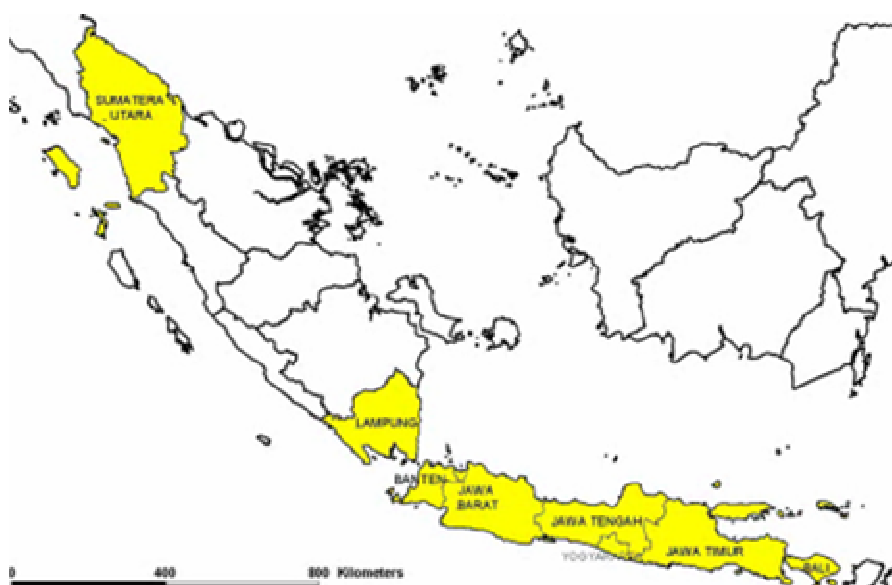 SUMATERA
UTARA
LAMPUNG
BANTEN
JAWA
BARAT
JAWA TENGAH
JAWA TIMUR
BALI
0 400 800 Kilometers